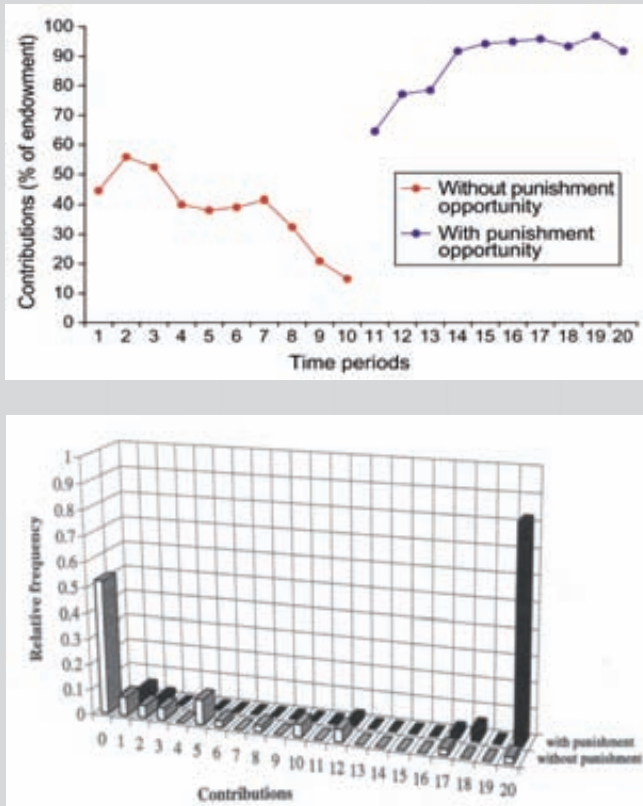 100
90
80
70
60
50
40
30
20
10
0
Contributions (% of endowment)
Without punishment
opportunity
With punishment
opportunity
1 2 3 4 5 6 7 8 9 10 11 12 13 14 15 16 17 18 19 20
Time periods
1
0.9
0.8
0.7
0.6
0.5
0.4
0.3
0.2
0.1
0
Relative frequency
with punishment
without punishment
0 1 2 3 4 5 6 7 8 9 10 11 12 13 14 15 16 17 18 19 20
Contributions